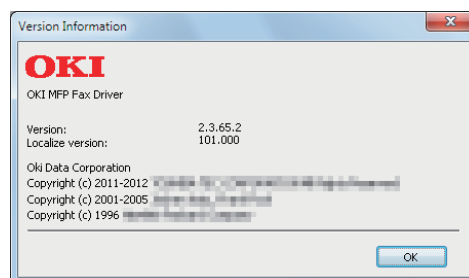 Version Information
OKI
OKI MFP Fax Driver
Version: 2.3.65.2
Localize version: 101.000
Oki Data Corporation
Copyright (c) 2011-2012
Copyright (c) 2001-2005
Copyright (c) 1996
OK